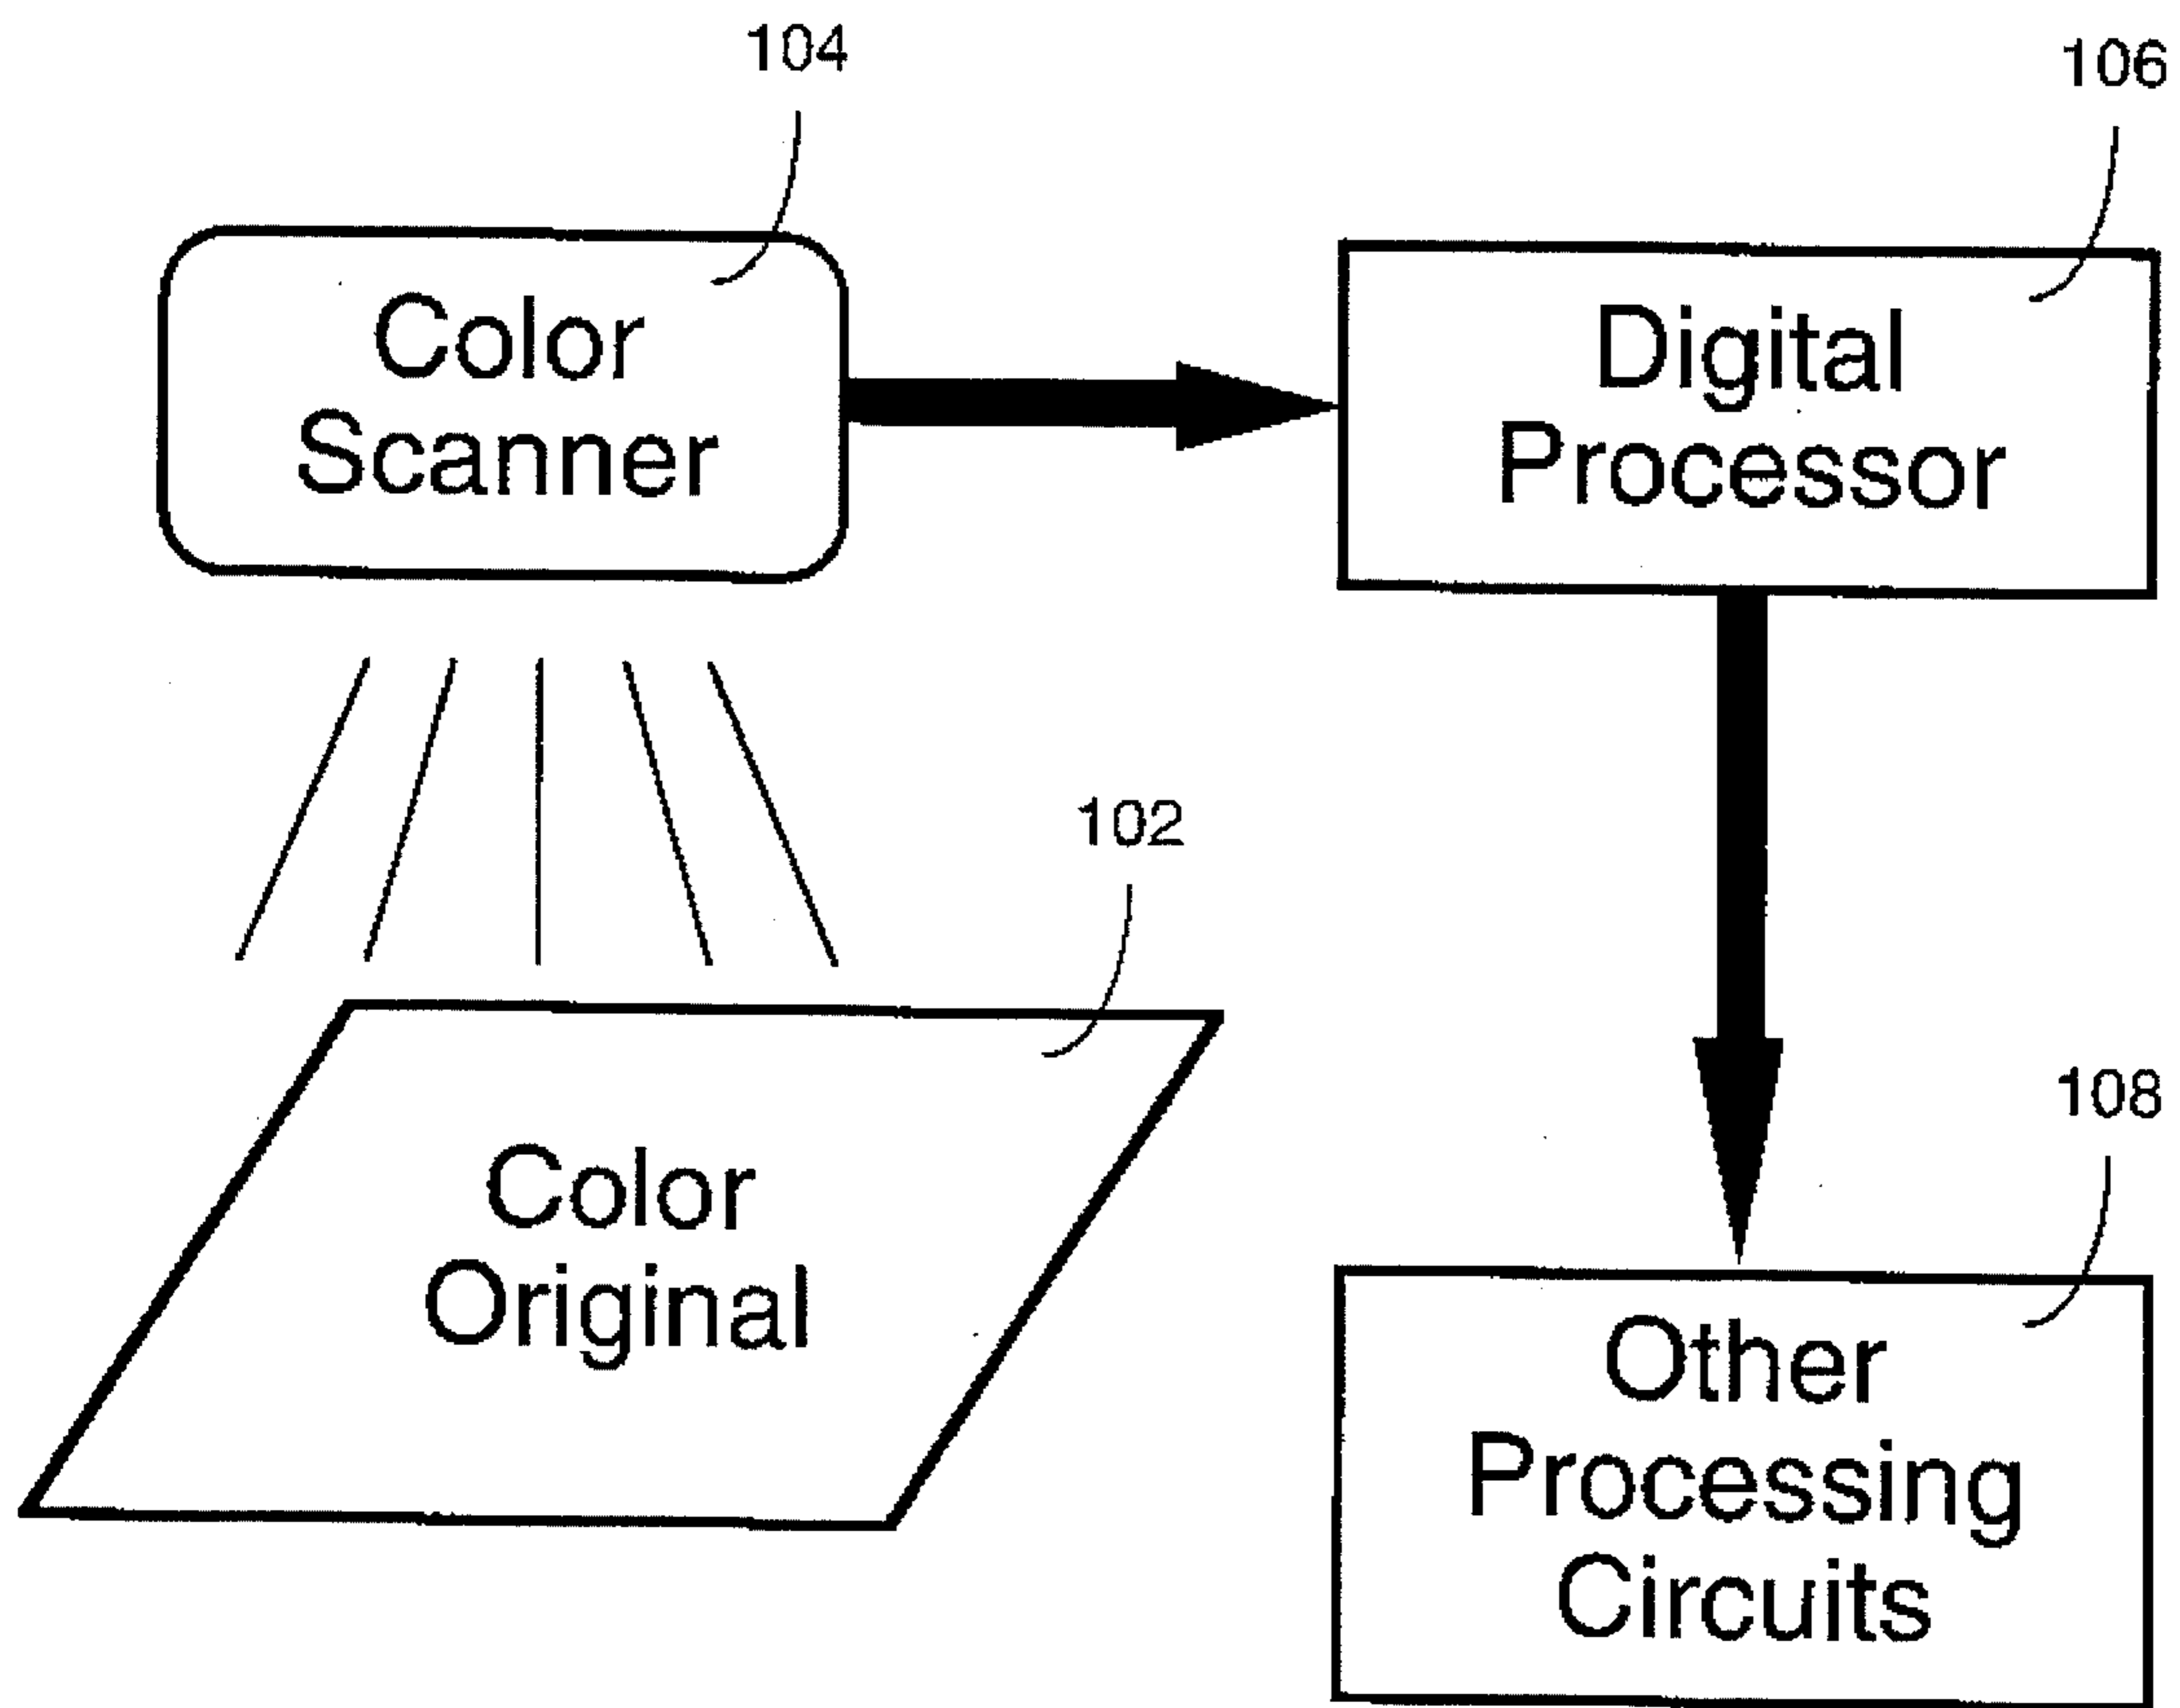 104
106
Color
Scanner
Digital
Processor
102
Color
Original
108
Other
Processing
Circuits